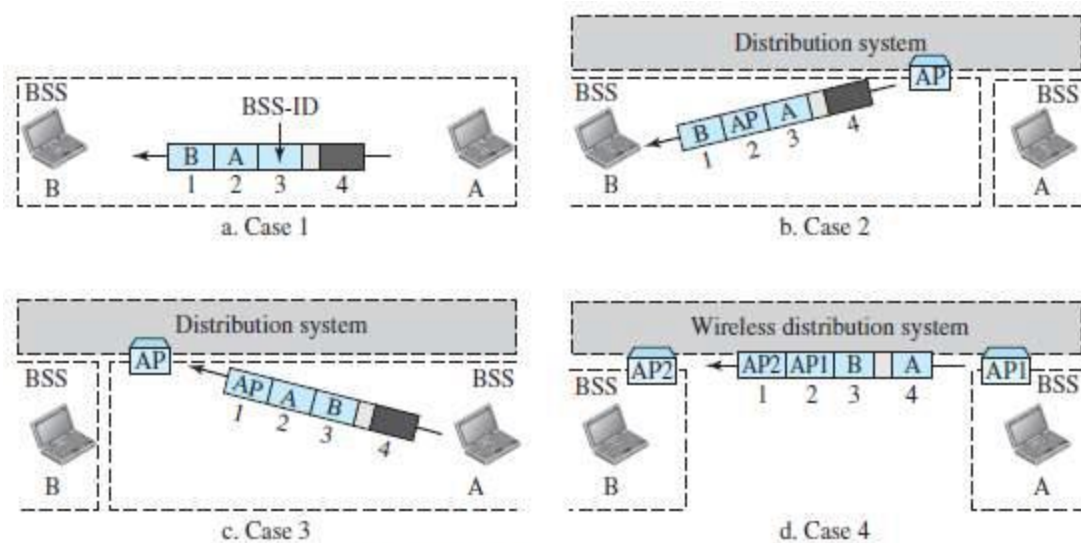 BSS
BSS-ID
B A
1 2 3 4
B
A
a. Case 1
Distribution system
AP
BSS
BSS
B AP A
1 2 3 4
B
A
b. Case 2
Distribution system
AP
BSS
BSS
AP A B
1 2 3 4
B
A
c. Case 3
Wireless distribution system
AP2
AP2 AP1 B A
AP1
BSS
BSS
1 2 3 4
B
A
d. Case 4